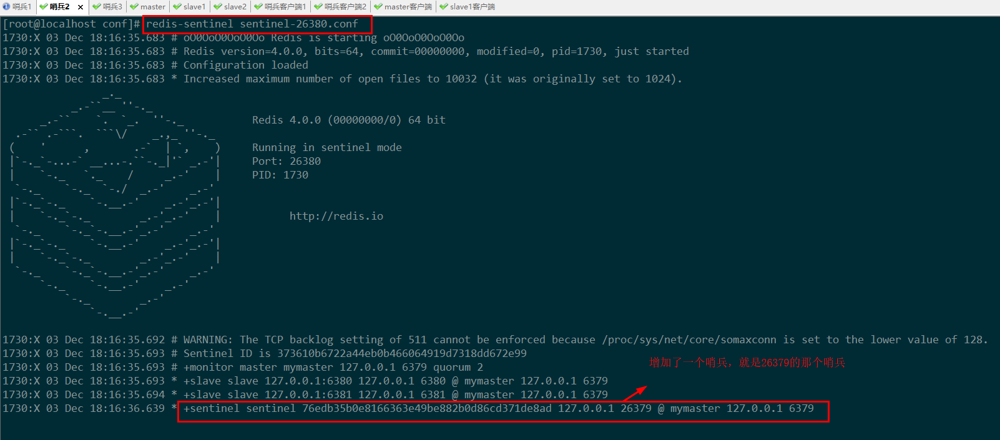 哨兵1 哨兵2 × 哨兵3 master slave1 slave2 哨兵客户端1 哨兵客户端2 master客户端 slave1客户端
[root@localhost conf]# redis-sentinel sentinel-26380.conf
1730:X 03 Dec 18:16:35.683 # oO0OoO0OoO0Oo Redis is starting oO0OoO0OoO0Oo
1730:X 03 Dec 18:16:35.683 # Redis version=4.0.0, bits=64, commit=00000000, modified=0, pid=1730, just started
1730:X 03 Dec 18:16:35.683 # Configuration loaded
1730:X 03 Dec 18:16:35.683 * Increased maximum number of open files to 10032 (it was originally set to 1024).
Redis 4.0.0 (00000000/0) 64 bit
Running in sentinel mode
Port: 26380
PID: 1730
http://redis.io
1730:X 03 Dec 18:16:35.692 # WARNING: The TCP backlog setting of 511 cannot be enforced because /proc/sys/net/core/somaxconn is set to the lower value of 128.
1730:X 03 Dec 18:16:35.693 # Sentinel ID is 373610b6722a44eb0b466064919d7318dd672e99
增加了一个哨兵，就是26379的那个哨兵
1730:X 03 Dec 18:16:35.693 # +monitor master mymaster 127.0.0.1 6379 quorum 2
1730:X 03 Dec 18:16:35.693 * +slave slave 127.0.0.1:6380 127.0.0.1 6380 @ mymaster 127.0.0.1 6379
1730:X 03 Dec 18:16:35.694 * +slave slave 127.0.0.1:6381 127.0.0.1 6381 @ mymaster 127.0.0.1 6379
1730:X 03 Dec 18:16:36.639 * +sentinel sentinel 76edb35b0e8166363e49be882b0d86cd371de8ad 127.0.0.1 26379 @ mymaster 127.0.0.1 6379